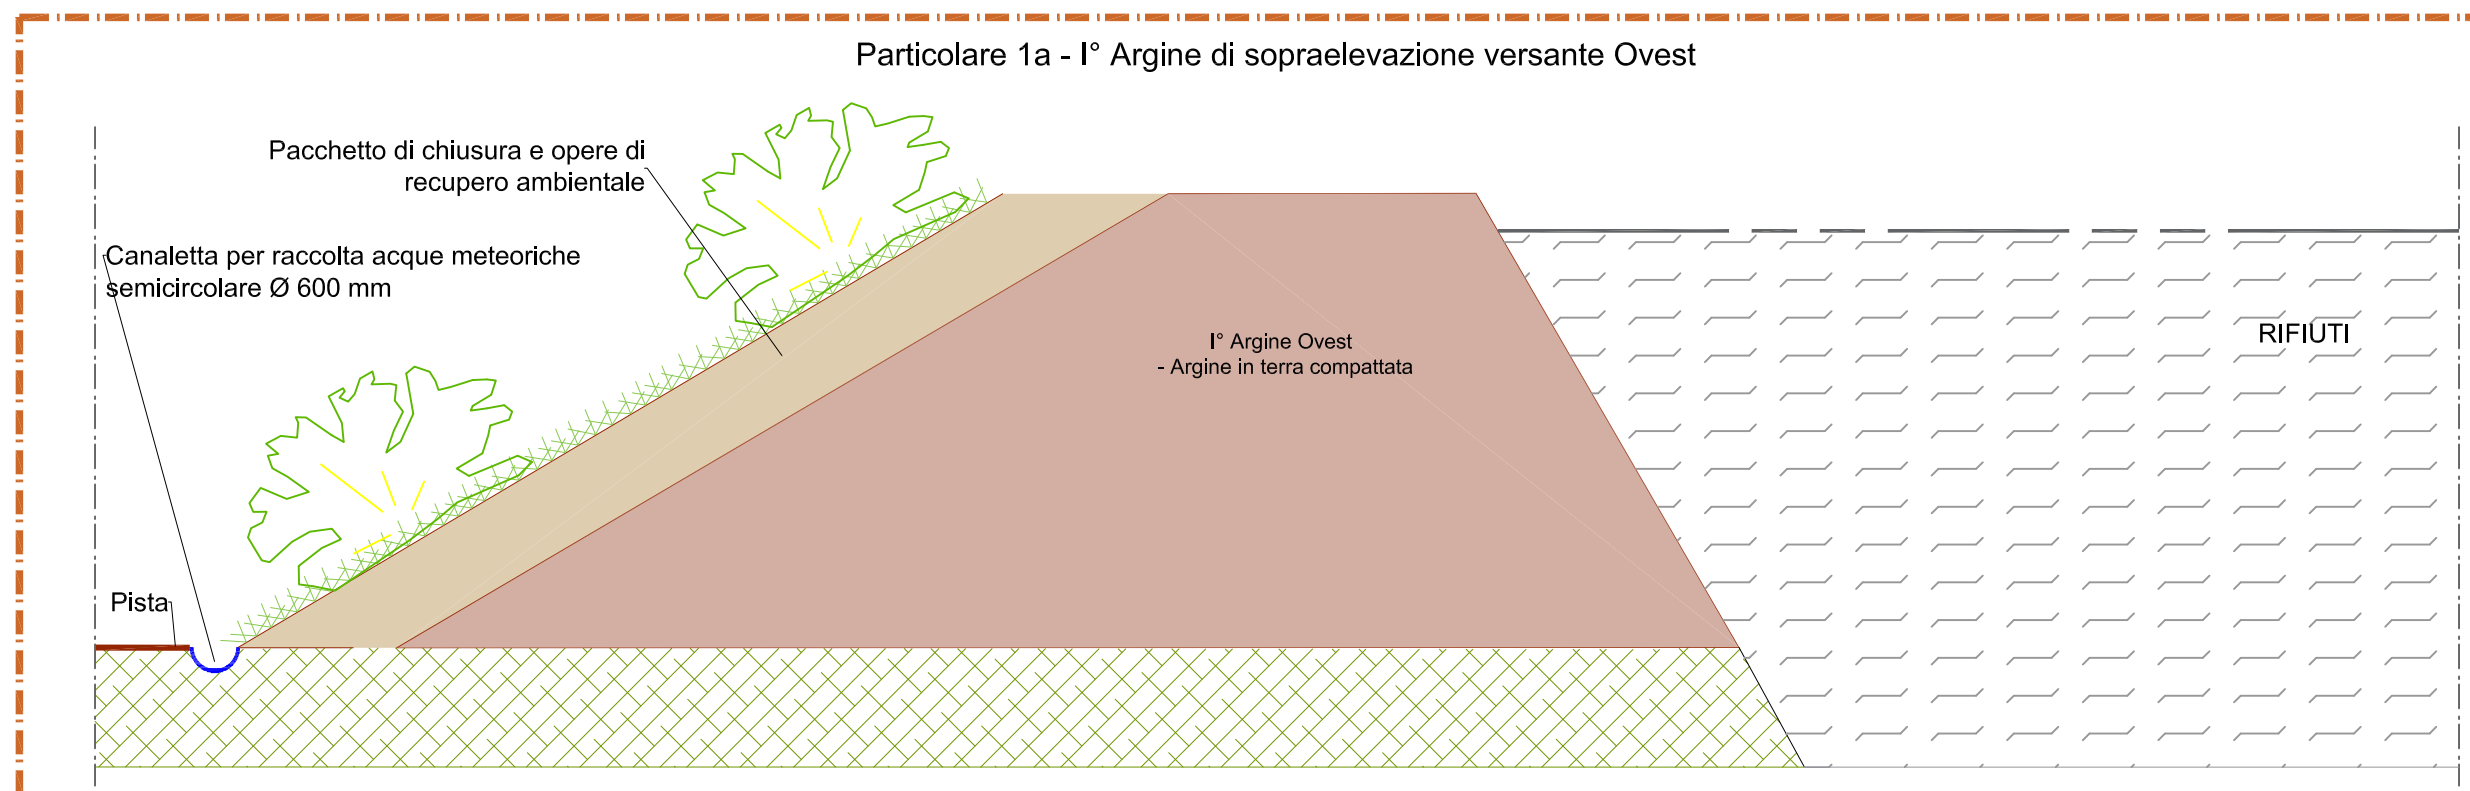 Particolare 1a - I° Argine di sopraelevazione versante Ovest
Pacchetto di chiusura e opere di
recupero ambientale
Canaletta per raccolta acque meteoriche
semicircolare Ø 600 mm
I° Argine Ovest
- Argine in terra compattata
RIFIUTI
Pista